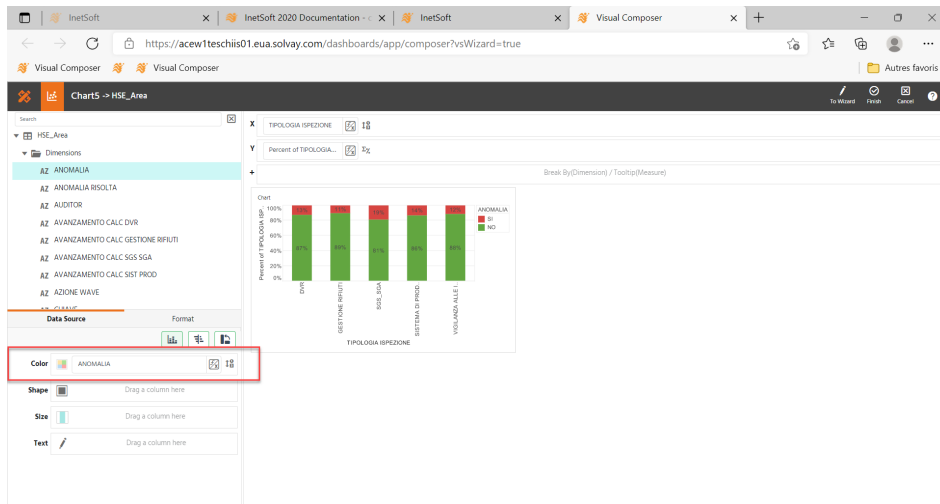 InetSoft
InetSoft 2020 Documentation - c
InetSoft
Visual Composer
https://acew1teschiis01.eua.solvay.com/dashboards/app/composer?vsWizard=true
Visual Composer
Visual Composer
Autres favoris
Chart5 -> HSE_Area
To Wizard
Finish
Cancel
Search
HSE_Area
Dimensions
AZ ANOMALIA
AZ ANOMALIA RISOLTA
AZ AUDITOR
AZ AVANZAMENTO CALC DVR
AZ AVANZAMENTO CALC GESTIONE RIFIUTI
AZ AVANZAMENTO CALC SGS SGA
AZ AVANZAMENTO CALC SIST PROD
AZ AZIONE WAVE
Data Source
Format
Color
ANOMALIA
Shape
Drag a column here
Size
Drag a column here
Text
Drag a column here
X
TIPOLOGIA ISPEZIONE
Y
Percent of TIPOLOGIA...
+
Break By(Dimension) / Tooltip(Measure)
Chart
Percent of TIPOLOGIA ISP...
100%
80%
60%
40%
20%
0%
87%
89%
86%
88%
DVR
GESTIONE RIFIUTI
SGS_SGA
SISTEMA DI PROD...
VIGILANZA ALLE I...
TIPOLOGIA ISPEZIONE
ANOMALIA
SI
NO